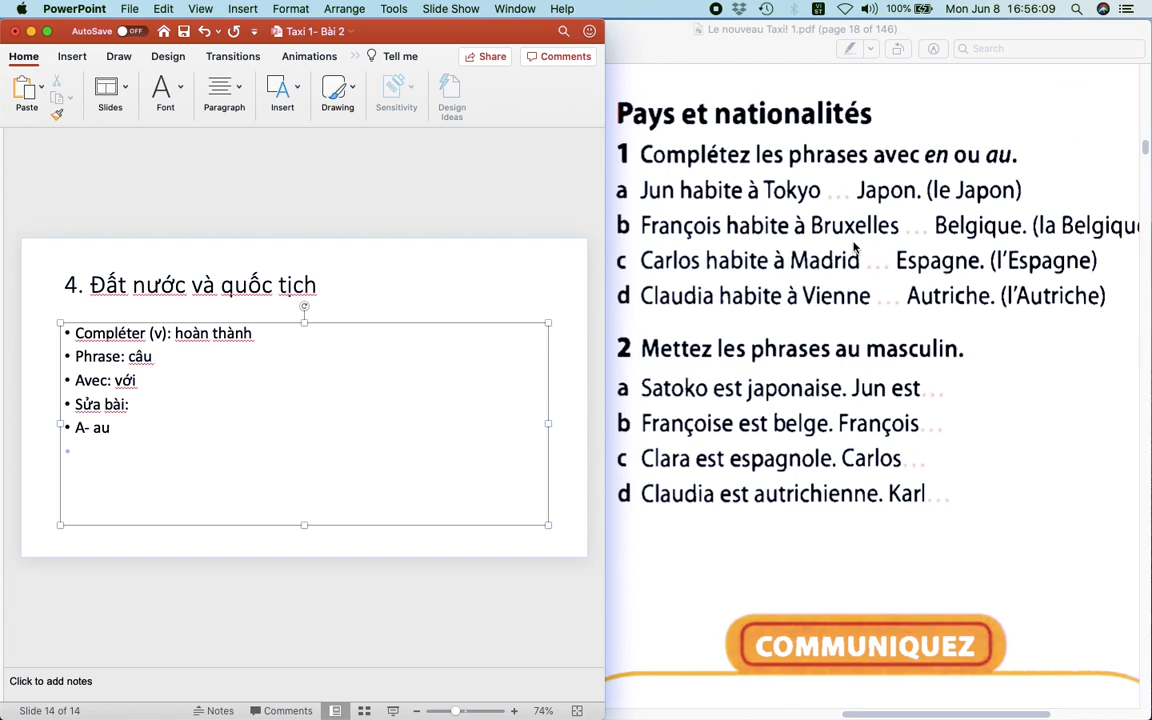 PowerPoint File Edit View Insert Format Arrange Tools Slide Show Window Help 100% Mon Jun 8 16:56:09
AutoSave OFF Taxi 1- Bài 2
Home Insert Draw Design Transitions Animations Tell me Share Comments
Paste Slides Font Paragraph Insert Drawing Sensitivity Design
Ideas
4. Đất nước và quốc tịch
• Compléter (v): hoàn thành
• Phrase: câu
• Avec: với
• Sửa bài:
• A- au
•
Click to add notes
Slide 14 of 14 Notes Comments 74%
Le nouveau Taxi! 1.pdf (page 18 of 146)
Search
Pays et nationalités
1 Complétez les phrases avec en ou au.
a Jun habite à Tokyo ... Japon. (le Japon)
b François habite à Bruxelles ... Belgique. (la Belgique
c Carlos habite à Madrid ... Espagne. (l'Espagne)
d Claudia habite à Vienne ... Autriche. (l'Autriche)
2 Mettez les phrases au masculin.
a Satoko est japonaise. Jun est...
b Françoise est belge. François...
c Clara est espagnole. Carlos...
d Claudia est autrichienne. Karl...
COMMUNIQUEZ